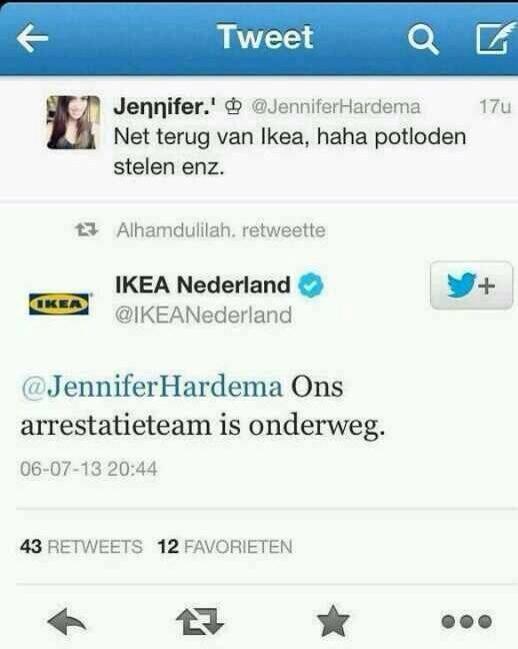 Tweet
Jeηηifer.' ♔ @JenniferHardema 17u
Net terug van Ikea, haha potloden
stelen enz.
Alhamdulilah. retweette
IKEA Nederland
IKEA
@IKEANederland
@JenniferHardema Ons
arrestatieteam is onderweg.
06-07-13 20:44
43 RETWEETS 12 FAVORIETEN